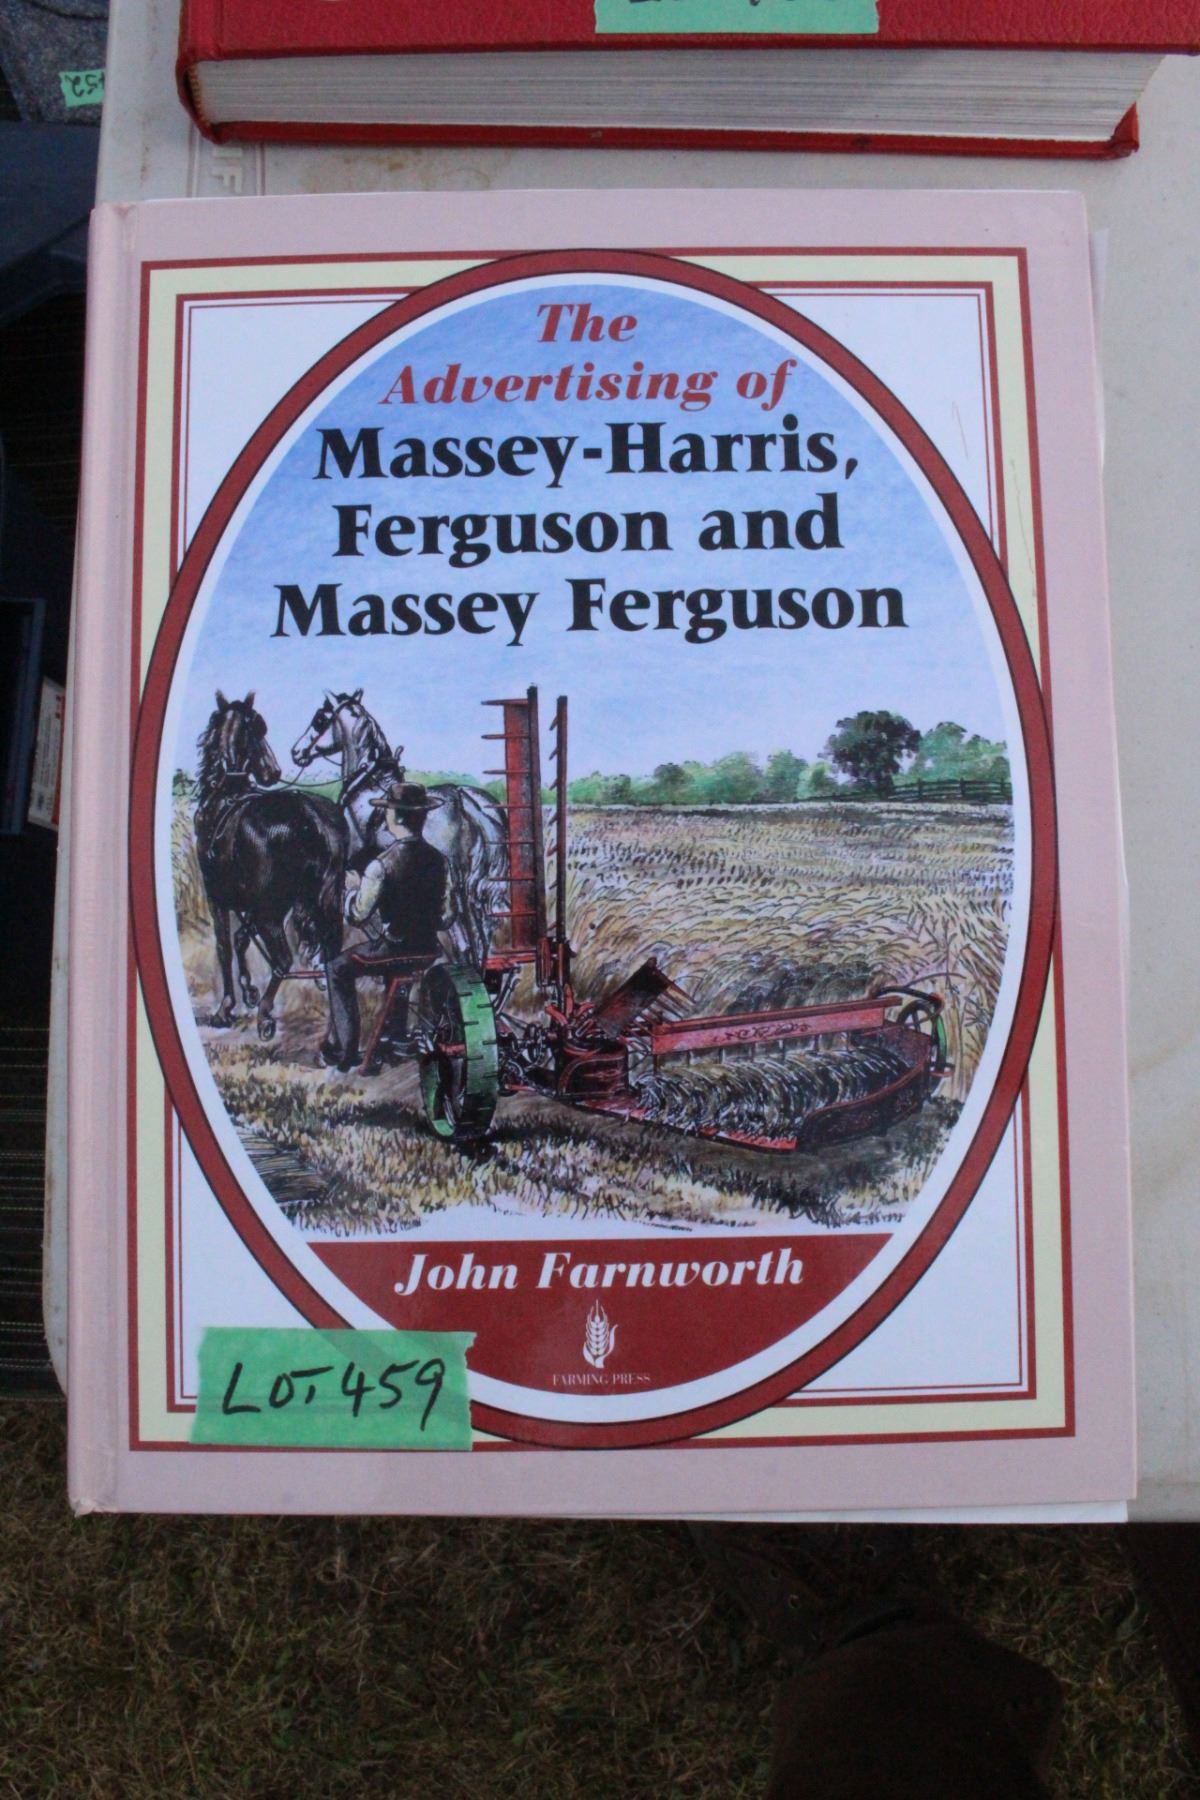 The
Advertising of
Massey-Harris,
Ferguson and
Massey Ferguson
John Farnworth
FARMING PRESS
LOT 459